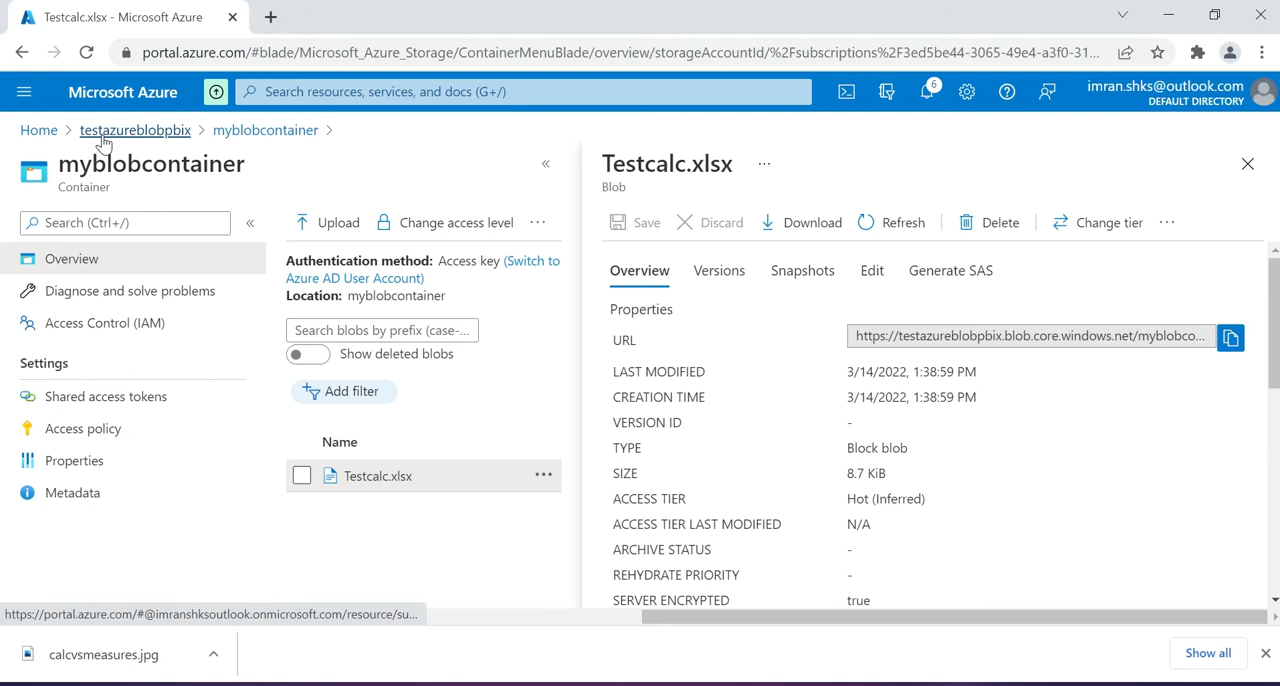 Testcalc.xlsx - Microsoft Azure
portal.azure.com/#blade/Microsoft_Azure_Storage/ContainerMenuBlade/overview/storageAccountId/%2Fsubscriptions%2F3ed5be44-3065-49e4-a3f0-31...
Microsoft Azure
Search resources, services, and docs (G+/)
6
imran.shks@outlook.com
DEFAULT DIRECTORY
Home > testazureblobpbix > myblobcontainer >
myblobcontainer
Container
Search (Ctrl+/)
Overview
Diagnose and solve problems
Access Control (IAM)
Settings
Shared access tokens
Access policy
Properties
Metadata
Upload
Change access level
...
Authentication method: Access key (Switch to
Azure AD User Account)
Location: myblobcontainer
Search blobs by prefix (case-...
Show deleted blobs
Add filter
Name
Testcalc.xlsx
...
Testcalc.xlsx ...
Blob
Save
Discard
Download
Refresh
Delete
Change tier
...
Overview
Versions
Snapshots
Edit
Generate SAS
Properties
URL https://testazureblobpbix.blob.core.windows.net/myblobco...
LAST MODIFIED 3/14/2022, 1:38:59 PM
CREATION TIME 3/14/2022, 1:38:59 PM
VERSION ID -
TYPE Block blob
SIZE 8.7 KiB
ACCESS TIER Hot (Inferred)
ACCESS TIER LAST MODIFIED N/A
ARCHIVE STATUS -
REHYDRATE PRIORITY -
SERVER ENCRYPTED true
https://portal.azure.com/#@imranshksoutlook.onmicrosoft.com/resource/su...
calcvsmeasures.jpg
Show all